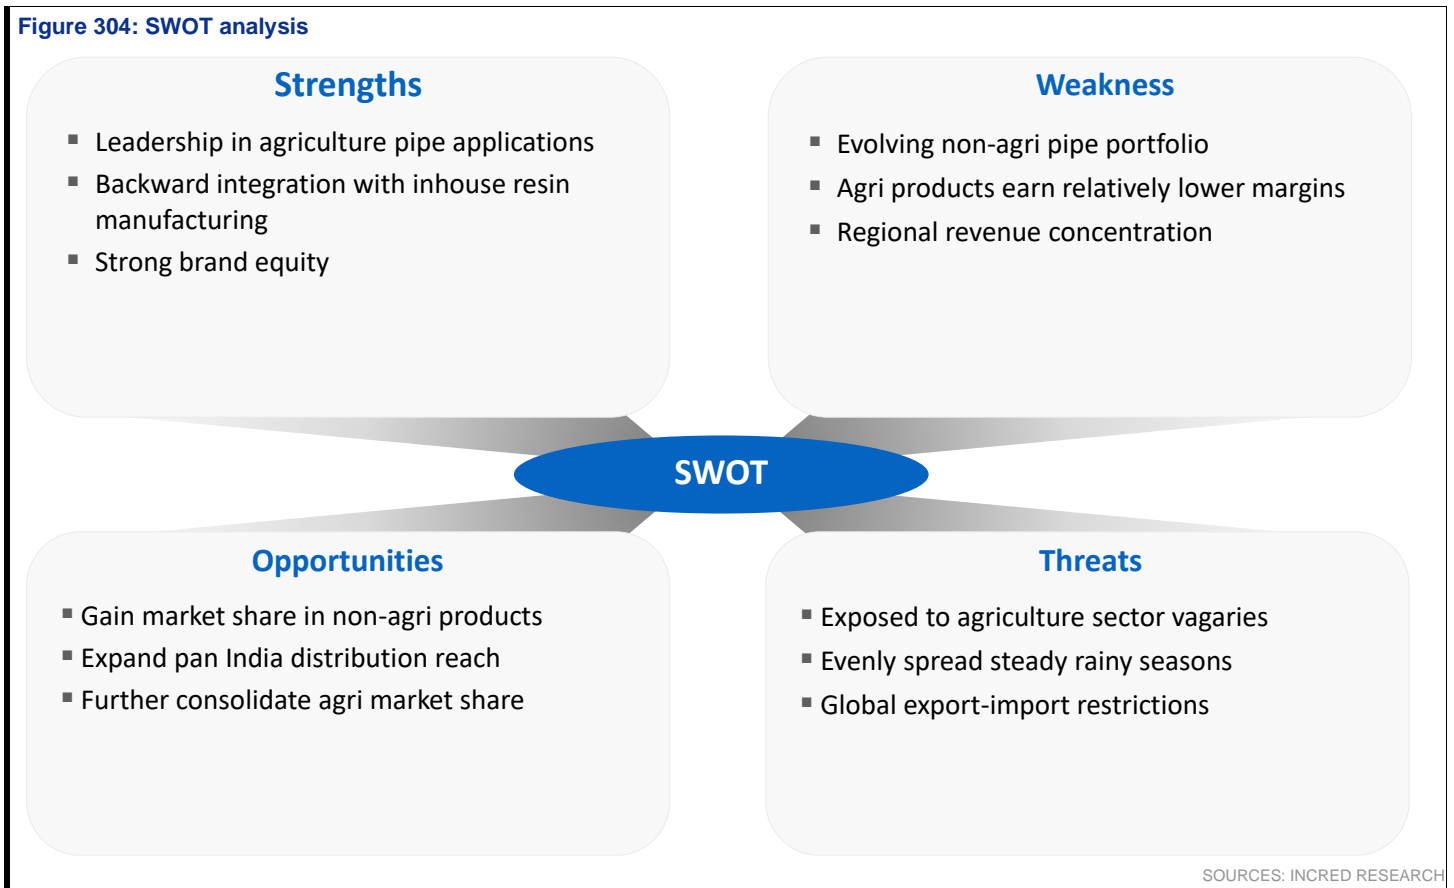 Figure 304: SWOT analysis
Strengths
Leadership in agriculture pipe applications
Backward integration with inhouse resin
manufacturing
Strong brand equity
Weakness
Evolving non-agri pipe portfolio
Agri products earn relatively lower margins
Regional revenue concentration
SWOT
Opportunities
Gain market share in non-agri products
Expand pan India distribution reach
Further consolidate agri market share
Threats
Exposed to agriculture sector vagaries
Evenly spread steady rainy seasons
Global export-import restrictions
SOURCES: INCRED RESEARCH